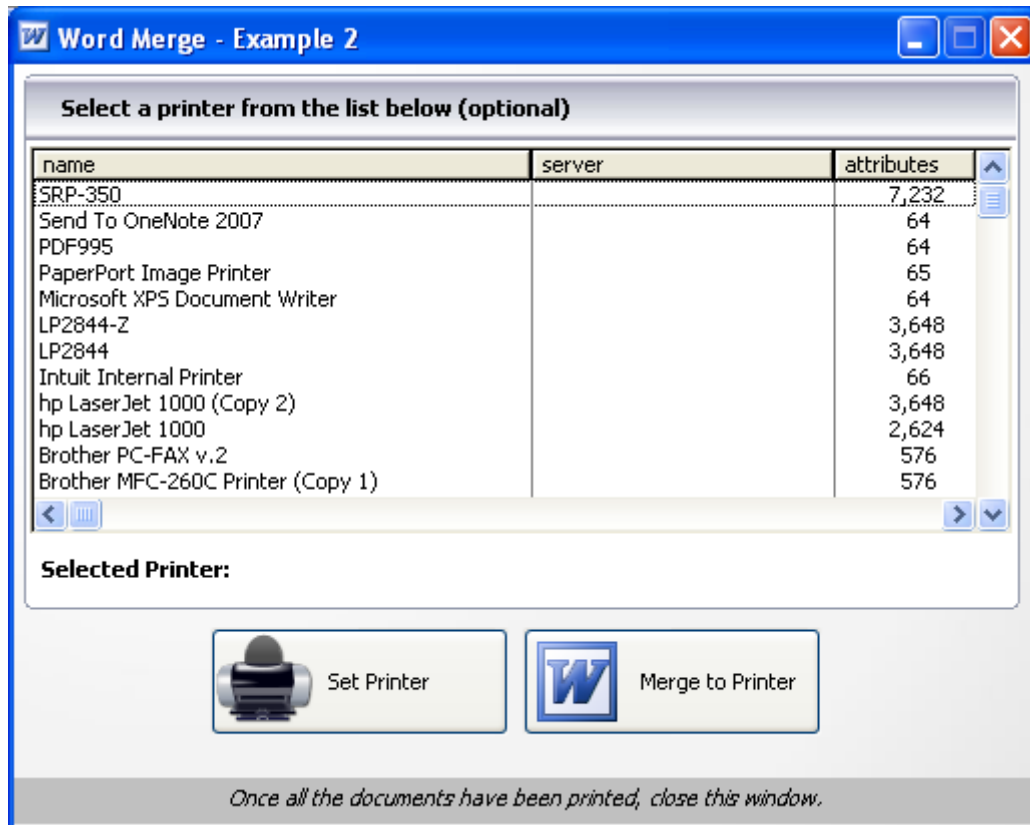 Word Merge - Example 2
Select a printer from the list below (optional)
name server attributes
SRP-350 7,232
Send To OneNote 2007 64
PDF995 64
PaperPort Image Printer 65
Microsoft XPS Document Writer 64
LP2844-Z 3,648
LP2844 3,648
Intuit Internal Printer 66
hp LaserJet 1000 (Copy 2) 3,648
hp LaserJet 1000 2,624
Brother PC-FAX v.2 576
Brother MFC-260C Printer (Copy 1) 576
Selected Printer:
Set Printer W Merge to Printer
Once all the documents have been printed, close this window.